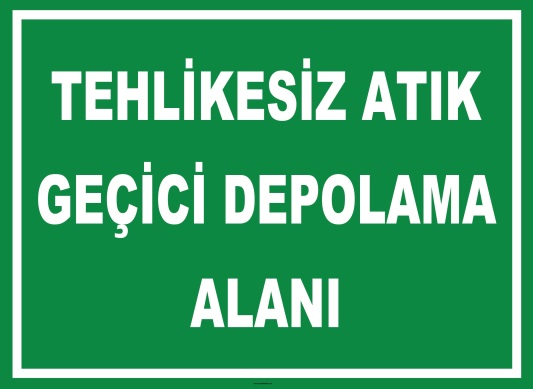 TEHLİKESİZ ATIK
GEÇİCİ DEPOLAMA
ALANI